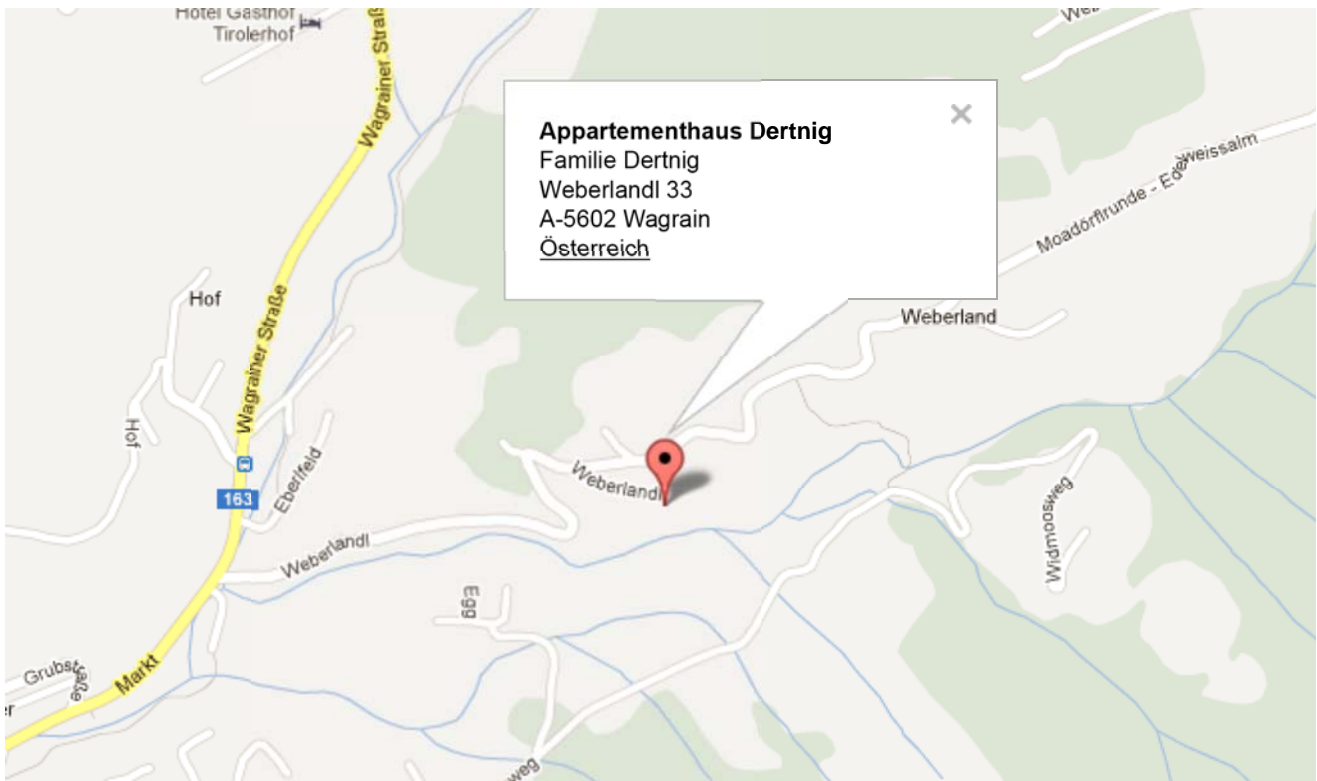 Hotel Gasthof
Tirolerhof
Wagrainer Straße
Appartementhaus Dertnig
Familie Dertnig
Weberlandl 33
A-5602 Wagrain
Österreich
Moadörflrunde - Edelweissalm
Weberland
Hof
Wagrainer Straße
Hof
163
Eberlfeld
Weberlandl
Weberlandl
Widmoosweg
Egg
Grubstraße
Markt